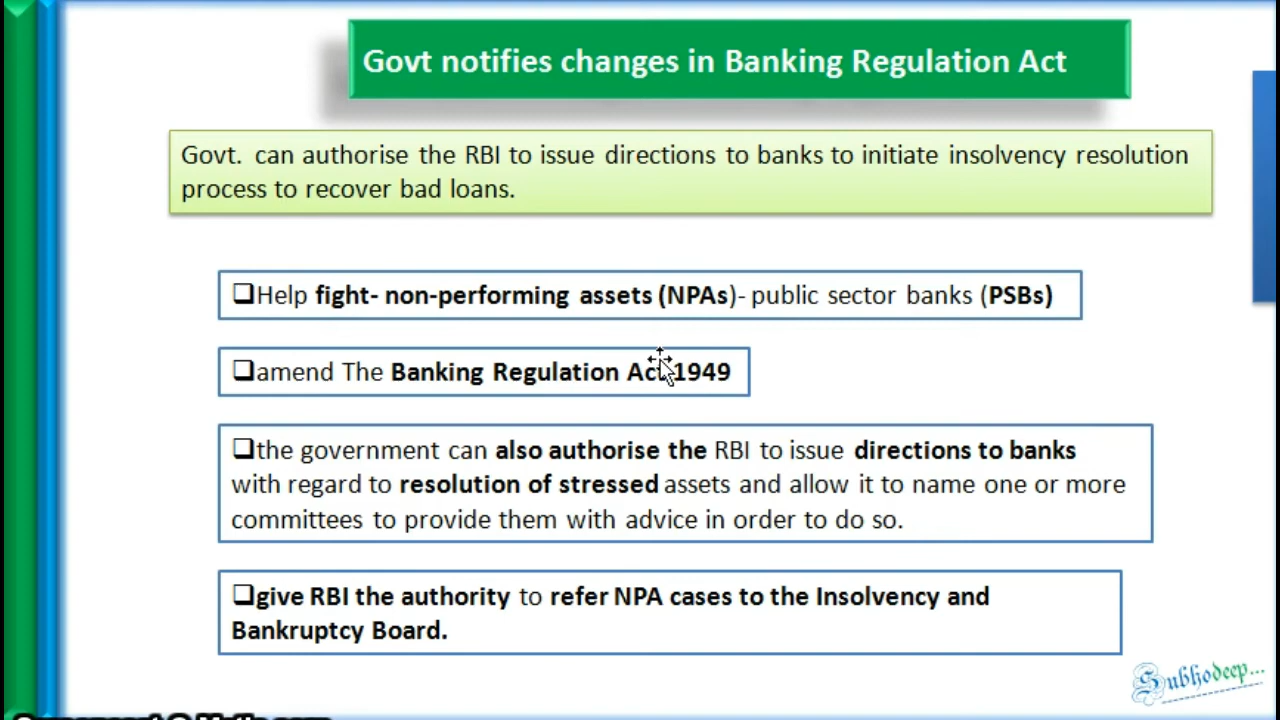 Govt notifies changes in Banking Regulation Act
Govt. can authorise the RBI to issue directions to banks to initiate insolvency resolution
process to recover bad loans.
❑Help fight- non-performing assets (NPAs)- public sector banks (PSBs)
❑amend The Banking Regulation Act 1949
❑the government can also authorise the RBI to issue directions to banks
with regard to resolution of stressed assets and allow it to name one or more
committees to provide them with advice in order to do so.
❑give RBI the authority to refer NPA cases to the Insolvency and
Bankruptcy Board.
Subhodeep...